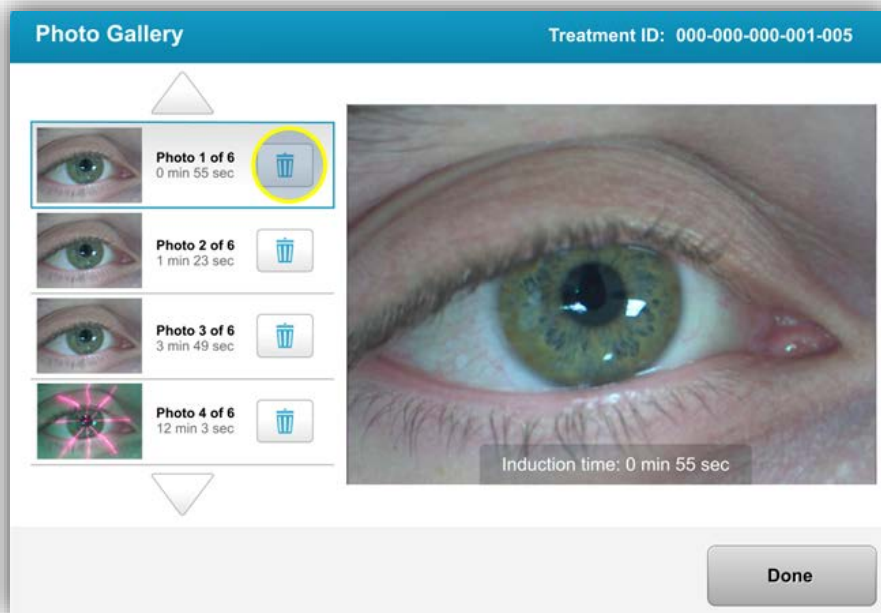 Photo Gallery
Treatment ID: 000-000-000-001-005
Photo 1 of 6
0 min 55 sec
Photo 2 of 6
1 min 23 sec
Photo 3 of 6
3 min 49 sec
Photo 4 of 6
12 min 3 sec
Induction time: 0 min 55 sec
Done